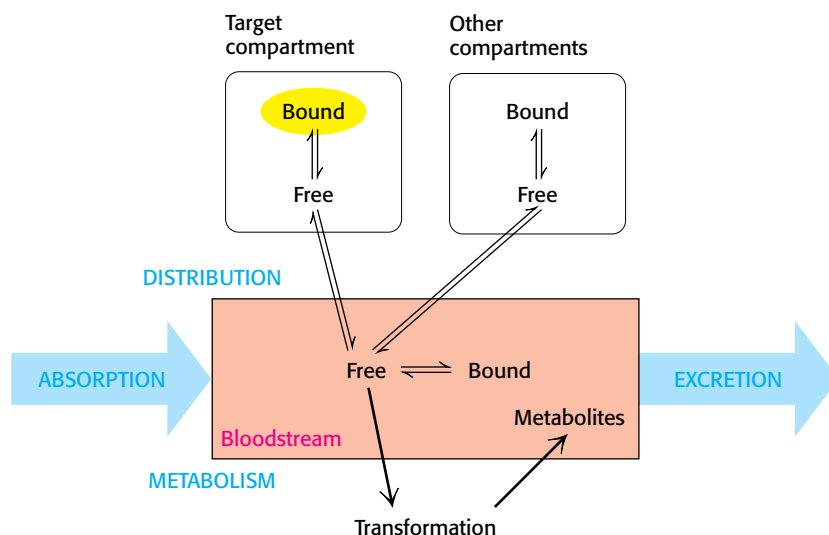 Target
compartment
Other
compartments
Bound
Bound
Free
Free
DISTRIBUTION
ABSORPTION
Free
Bound
EXCRETION
Metabolites
Bloodstream
METABOLISM
Transformation